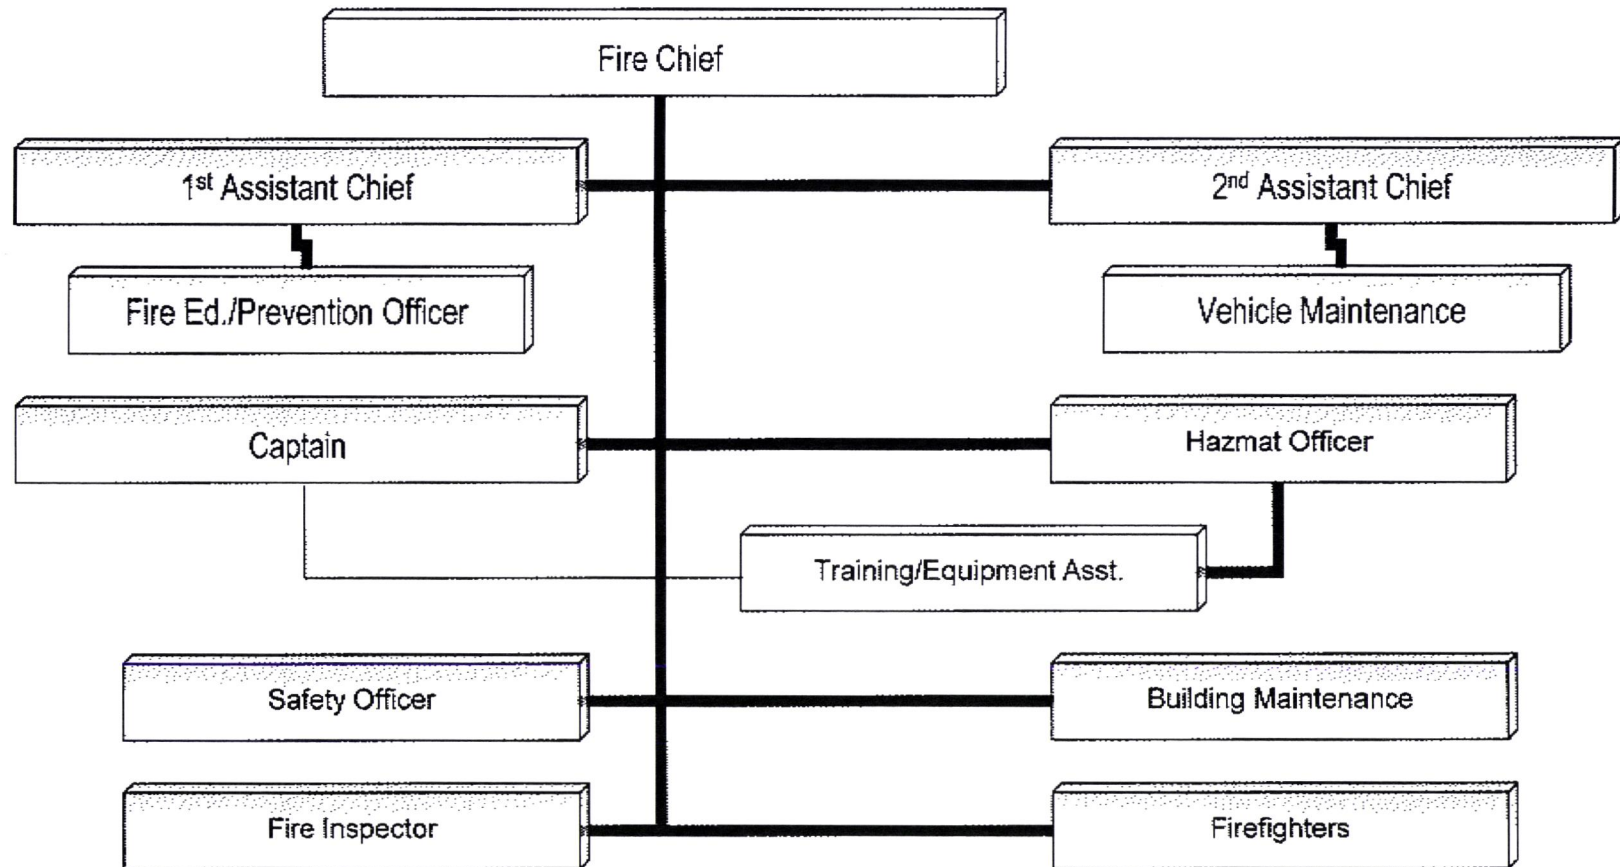 Fire Chief
1st Assistant Chief
2nd Assistant Chief
Fire Ed./Prevention Officer
Vehicle Maintenance
Captain
Hazmat Officer
Training/Equipment Asst.
Safety Officer
Building Maintenance
Fire Inspector
Firefighters